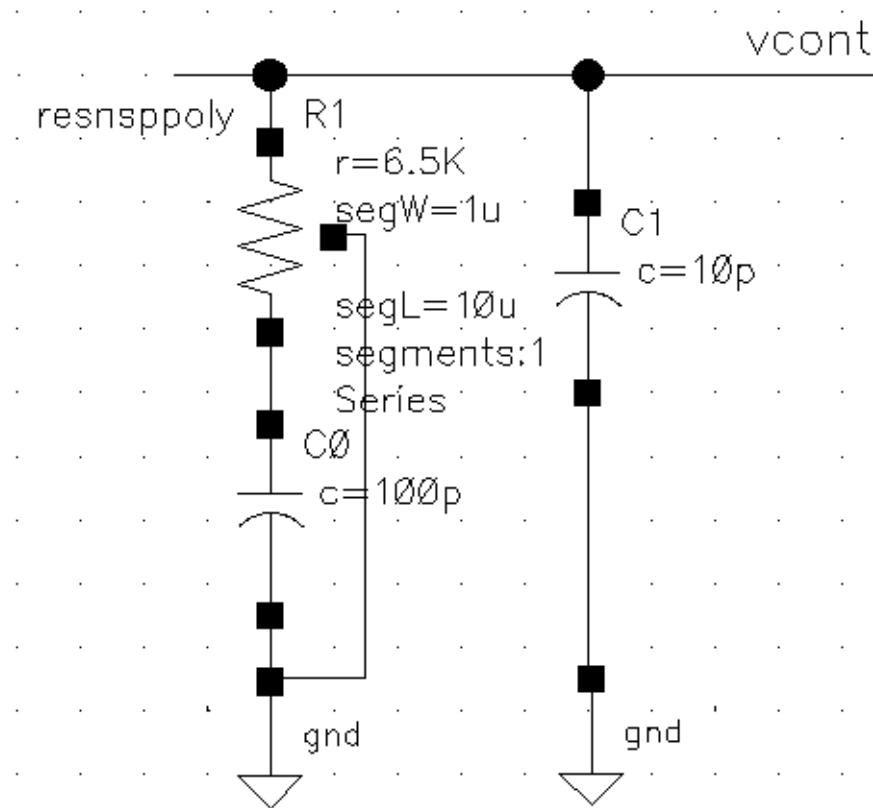 vcont
resnsppoly
R1
r=6.5K
segW=1u
segL=10u
segments:1
Series
C0
c=100p
gnd
C1
c=10p
gnd